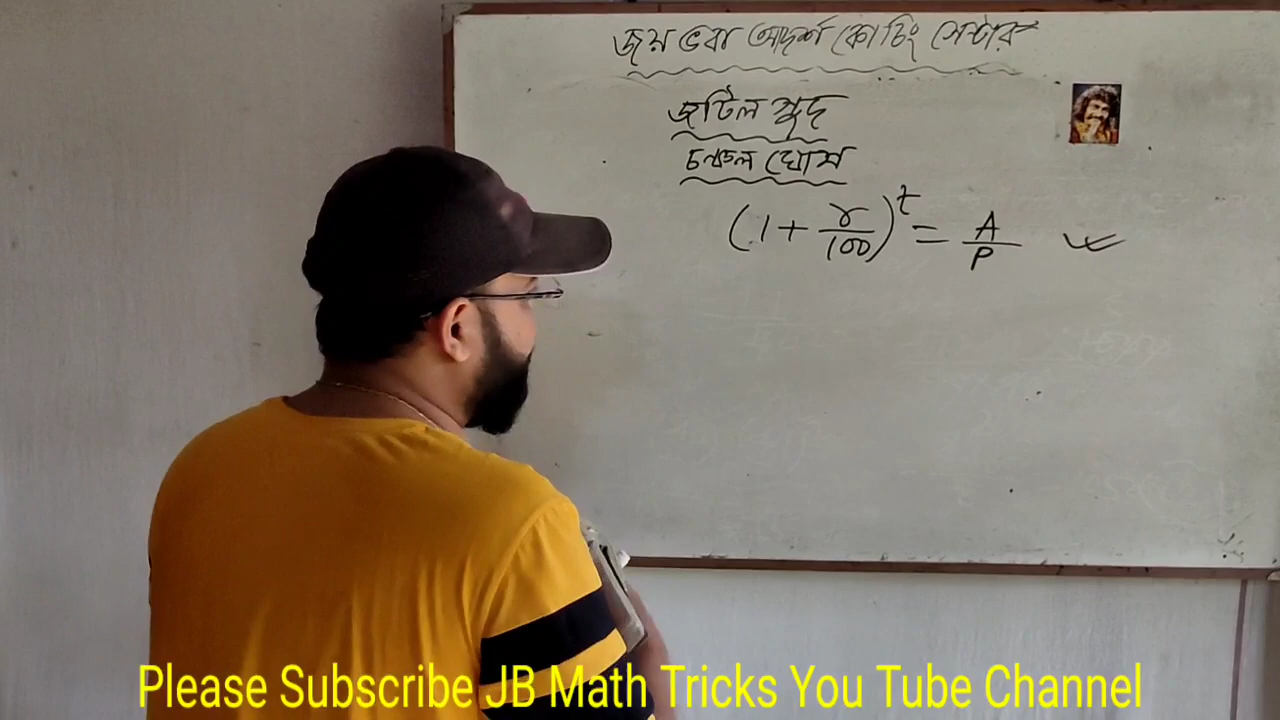 জয় ভবা আদর্শ কোচিং সেন্টার
জটিল সুদ
চঞ্চল ঘোষ
(1 + r/100)^t = A/P
Please Subscribe JB Math Tricks You Tube Channel